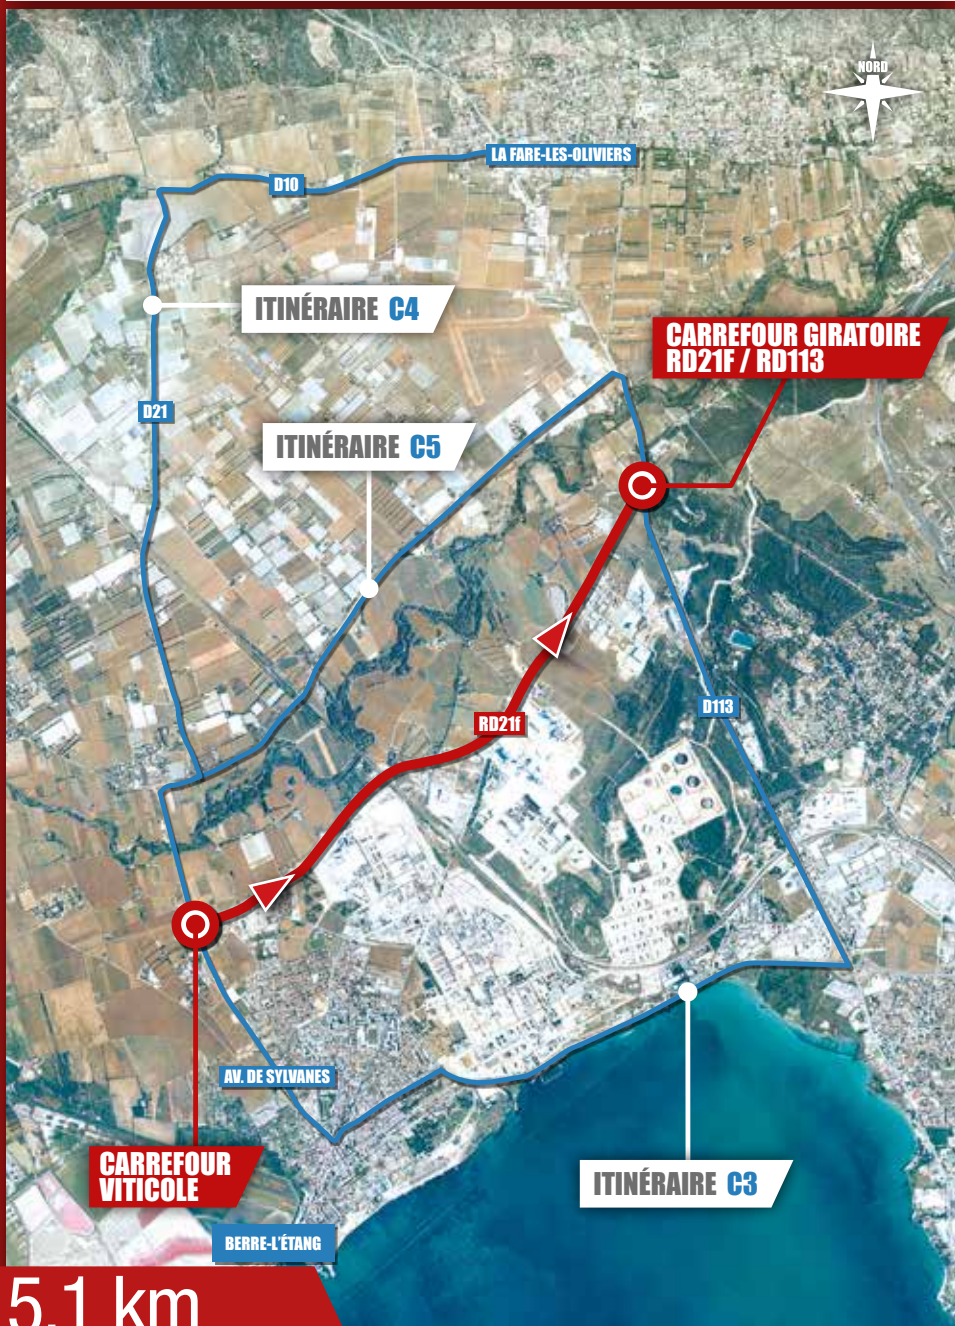 NORD
LA FARE-LES-OLIVIERS
D10
ITINÉRAIRE C4
CARREFOUR GIRATOIRE
RD21F / RD113
D21
ITINÉRAIRE C5
D113
RD21f
AV. DE SYLVANES
CARREFOUR
VITICOLE
ITINÉRAIRE C3
BERRE-L'ÉTANG
5,1 km